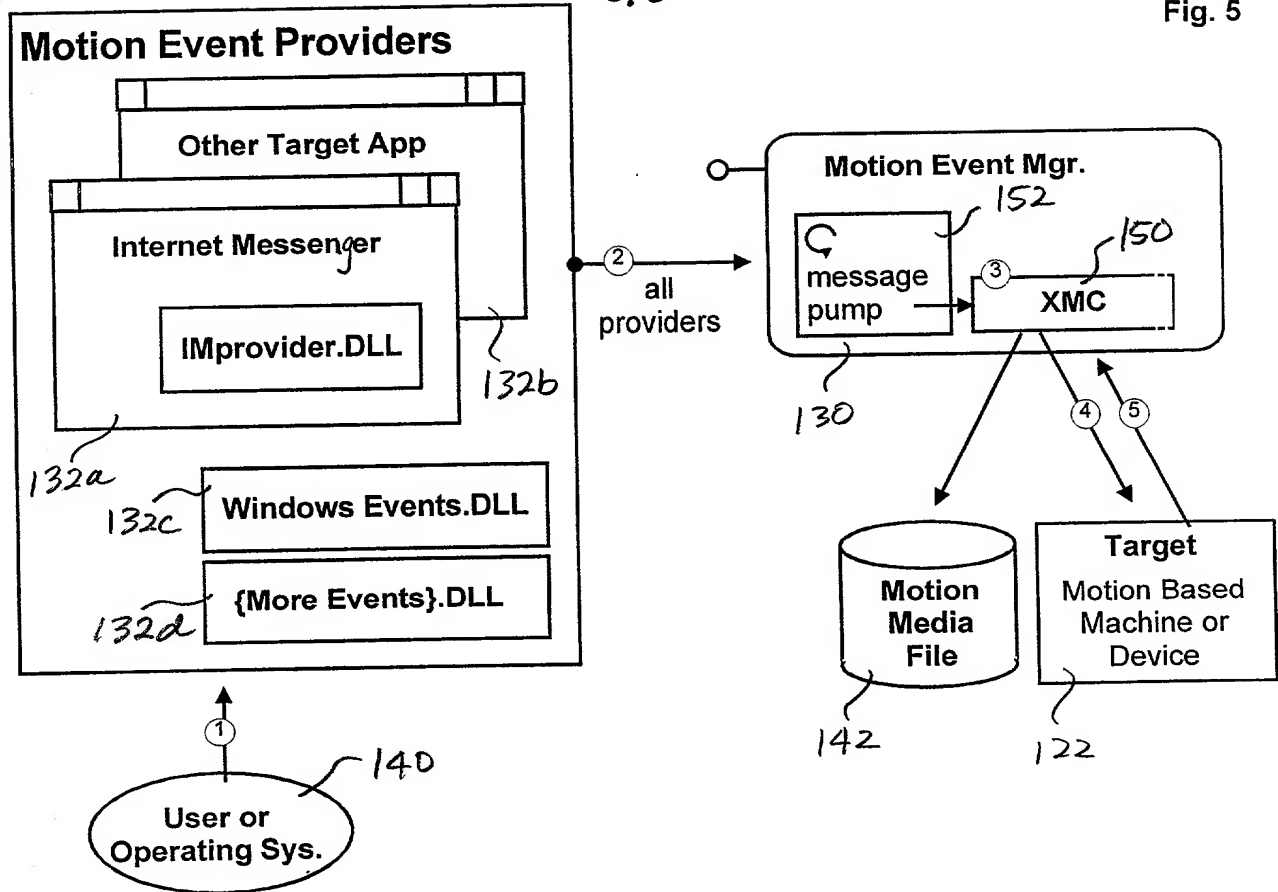 Fig. 5
Motion Event Providers
Other Target App
Internet Messenger
IMprovider.DLL
132b
132a
132c
Windows Events.DLL
132d
{More Events}.DLL
1
140
User or
Operating Sys.
2
all
providers
Motion Event Mgr.
152
150
message
pump
3
XMC
130
4
5
Motion
Media
File
142
Target
Motion Based
Machine or
Device
122